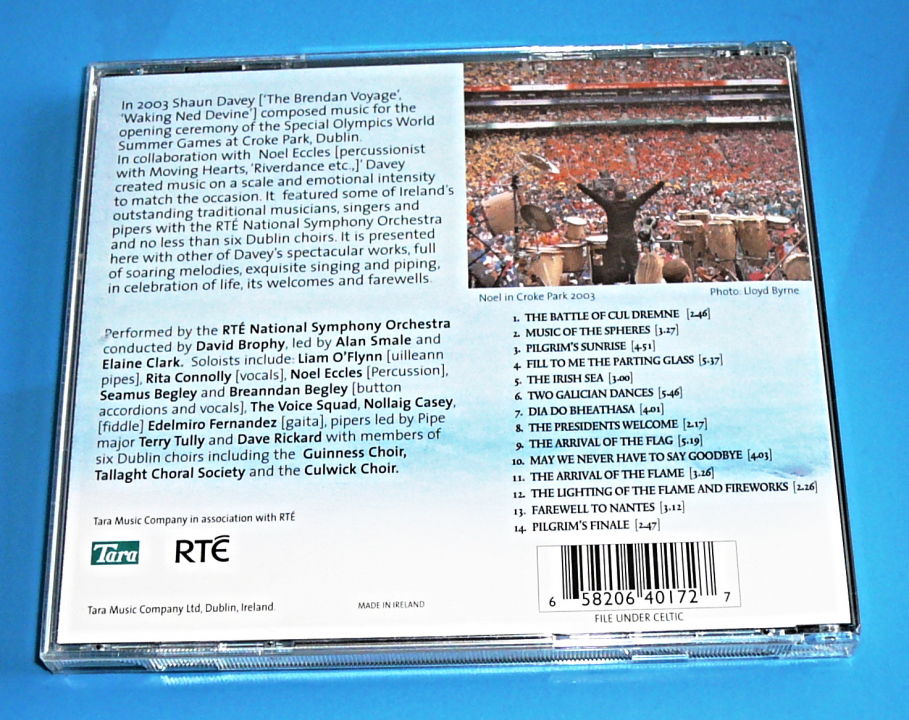 In 2003 Shaun Davey ['The Brendan Voyage',
'Waking Ned Devine'] composed music for the
opening ceremony of the Special Olympics World
Summer Games at Croke Park, Dublin.
In collaboration with Noel Eccles [percussionist
with Moving Hearts, 'Riverdance etc.,]' Davey
created music on a scale and emotional intensity
to match the occasion. It featured some of Ireland's
outstanding traditional musicians, singers and
pipers with the RTÉ National Symphony Orchestra
and no less than six Dublin choirs. It is presented
here with other of Davey's spectacular works, full
of soaring melodies, exquisite singing and piping,
in celebration of life, its welcomes and farewells.
Performed by the RTÉ National Symphony Orchestra
conducted by David Brophy, led by Alan Smale and
Elaine Clark. Soloists include: Liam O'Flynn [uilleann
pipes], Rita Connolly [vocals], Noel Eccles [Percussion],
Seamus Begley and Breanndan Begley [button
accordions and vocals], The Voice Squad, Nollaig Casey,
[fiddle] Edelmiro Fernandez [gaita], pipers led by Pipe
major Terry Tully and Dave Rickard with members of
six Dublin choirs including the Guinness Choir,
Tallaght Choral Society and the Culwick Choir.
Tara Music Company in association with RTÉ
Tara RTÉ
Tara Music Company Ltd, Dublin, Ireland.
MADE IN IRELAND
Noel in Croke Park 2003
Photo: Lloyd Byrne
1. THE BATTLE OF CUL DREMNE [2.46]
2. MUSIC OF THE SPHERES [3.27]
3. PILGRIM'S SUNRISE [4.51]
4. FILL TO ME THE PARTING GLASS [5.37]
5. THE IRISH SEA [3.00]
6. TWO GALICIAN DANCES [5.46]
7. DIA DO BHEATHASA [4.01]
8. THE PRESIDENTS WELCOME [2.17]
9. THE ARRIVAL OF THE FLAG [5.19]
10. MAY WE NEVER HAVE TO SAY GOODBYE [4.03]
11. THE ARRIVAL OF THE FLAME [3.26]
12. THE LIGHTING OF THE FLAME AND FIREWORKS [2.26]
13. FAREWELL TO NANTES [3.12]
14. PILGRIM'S FINALE [2.47]
6 58206 40172 7
FILE UNDER CELTIC